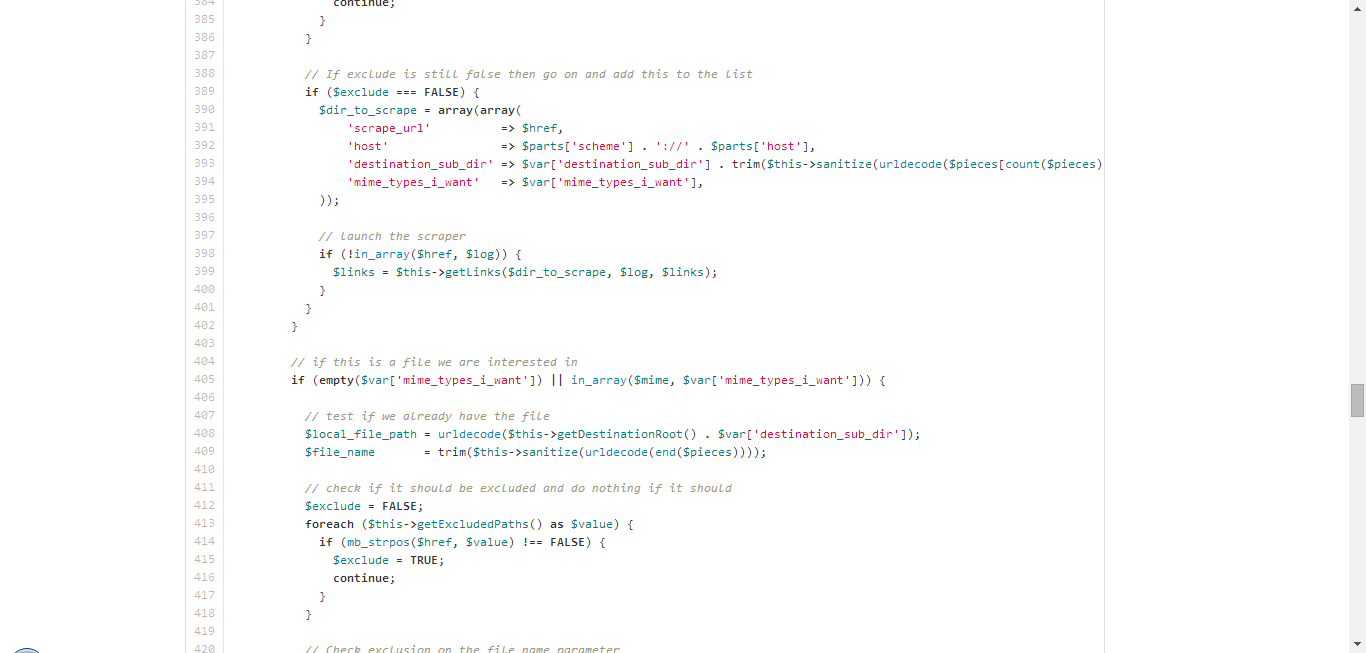 384 continue;
385 }
386 }
387
388 // If exclude is still false then go on and add this to the list
389 if ($exclude === FALSE) {
390 $dir_to_scrape = array(array(
391 'scrape_url' => $href,
392 'host' => $parts['scheme'] . '://' . $parts['host'],
393 'destination_sub_dir' => $var['destination_sub_dir'] . trim($this->sanitize(urldecode($pieces[count($pieces)
394 'mime_types_i_want' => $var['mime_types_i_want'],
395 ));
396
397 // launch the scraper
398 if (!in_array($href, $log)) {
399 $links = $this->getLinks($dir_to_scrape, $log, $links);
400 }
401 }
402 }
403
404 // if this is a file we are interested in
405 if (empty($var['mime_types_i_want']) || in_array($mime, $var['mime_types_i_want'])) {
406
407 // test if we already have the file
408 $local_file_path = urldecode($this->getDestinationRoot() . $var['destination_sub_dir']);
409 $file_name = trim($this->sanitize(urldecode(end($pieces))));
410
411 // check if it should be excluded and do nothing if it should
412 $exclude = FALSE;
413 foreach ($this->getExcludedPaths() as $value) {
414 if (mb_strpos($href, $value) !== FALSE) {
415 $exclude = TRUE;
416 continue;
417 }
418 }
419
420 // Check exclusion on the file name parameter